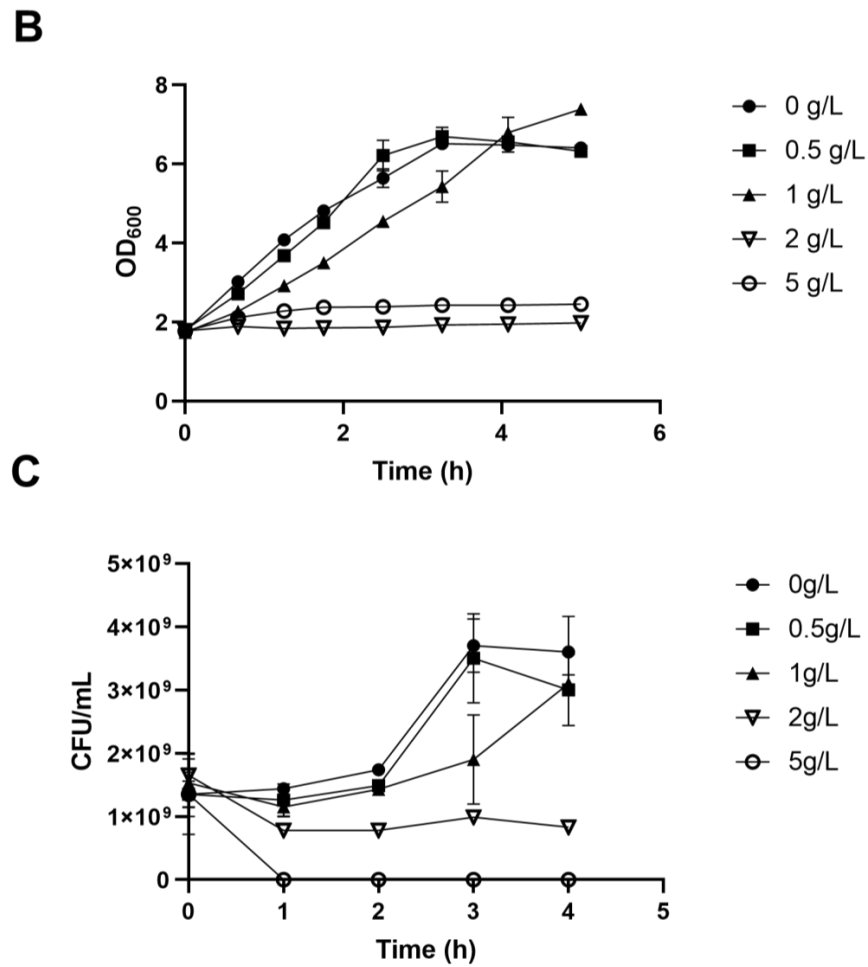 B
8
6
4
2
0
OD600
0 2 4 6
Time (h)
0 g/L
0.5 g/L
1 g/L
2 g/L
5 g/L
C
5×10⁹
4×10⁹
3×10⁹
2×10⁹
1×10⁹
0
CFU/mL
0 1 2 3 4 5
Time (h)
0g/L
0.5g/L
1g/L
2g/L
5g/L